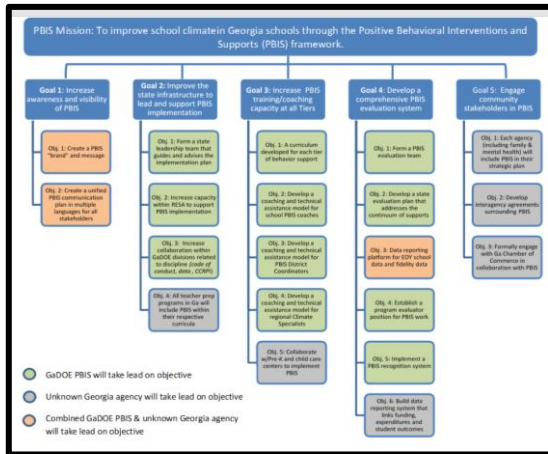 PBIS Mission: To improve school climate in Georgia schools through the Positive Behavioral Interventions
and Supports (PBIS) framework.
Goal 1: Increase
awareness and visibility
of PBIS
Obj. 1: Create a PBIS
"brand" and message
Obj. 2: Create a unified
PBIS communication
plan in multiple
languages for all
stakeholders
Goal 2: Improve the
state infrastructure to
lead and support PBIS
implementation
Obj. 1: Form a state
leadership team that
guides and advises the
implementation plan
Obj. 2: Increase capacity
within RESA to support
PBIS implementation
Obj. 3: Increase
collaboration within
GaDOE divisions related
to discipline (code of
conduct, data, CCRPI)
Obj. 4: All teacher prep
programs in Ga will
include PBIS within
their respective
curricula
Goal 3: Increase PBIS
training/coaching
capacity at all Tiers
Obj. 1: A curriculum
developed for each tier
of behavior support
Obj. 2: Develop a
coaching and technical
assistance model for
school PBIS coaches
Obj. 3: Develop a
coaching and technical
assistance model for
PBIS District
Coordinators
Obj. 4: Develop a
coaching and technical
assistance model for
regional Climate
Specialists
Obj. 5: Collaborate
w/Pre-K and child care
centers to implement
PBIS
Goal 4: Develop a
comprehensive PBIS
evaluation system
Obj. 1: Form a PBIS
evaluation team
Obj. 2: Develop a state
evaluation plan that
addresses the
continuum of supports
Obj. 3: Data reporting
platform for EOY school
data and fidelity data
Obj. 4: Establish a
program evaluator
position for PBIS work
Obj. 5: Implement a
PBIS recognition system
Obj. 6: Build data
reporting system that
links funding,
expenditures and
student outcomes
Goal 5: Engage
community
stakeholders in PBIS
Obj. 1: Each agency
(including family &
mental health) will
include PBIS in their
strategic plan
Obj. 2: Develop
interagency agreements
surrounding PBIS
Obj. 3: Formally engage
with Ga Chamber of
Commerce in
collaboration with PBIS
GaDOE PBIS will take lead on objective
Unknown Georgia agency will take lead on objective
Combined GaDOE PBIS & unknown Georgia agency
will take lead on objective